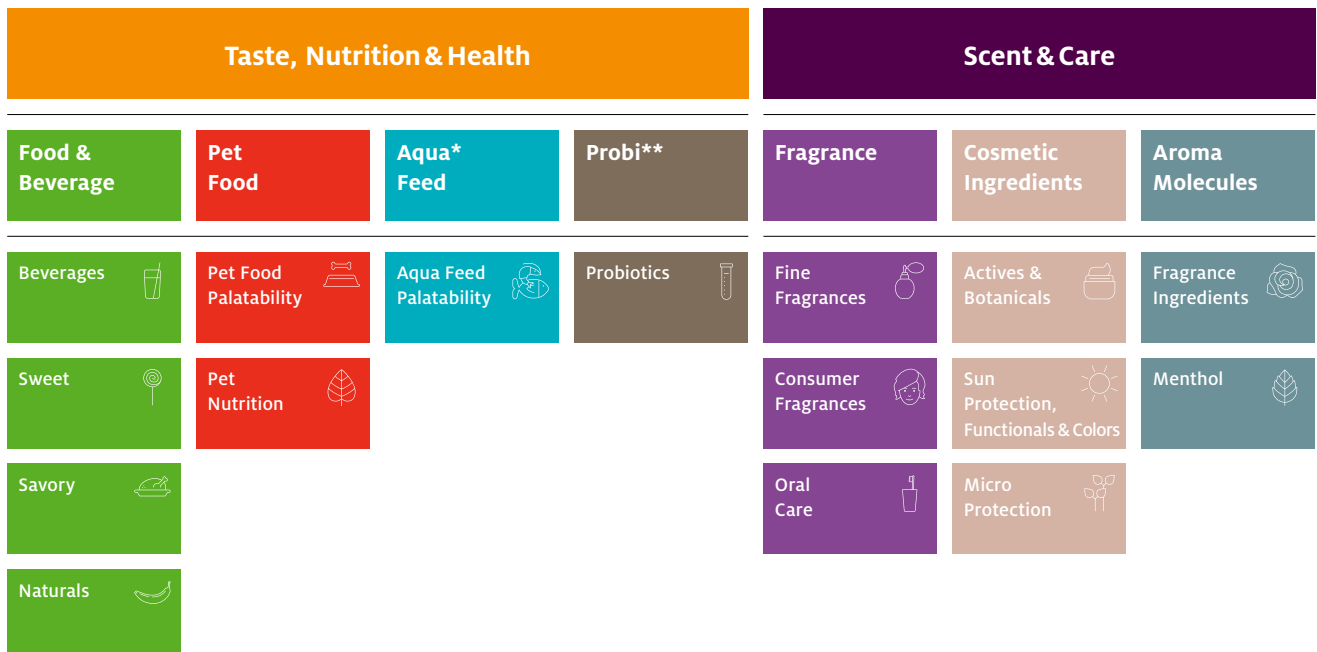 Taste, Nutrition & Health
Scent & Care
Food &
Beverage
Pet
Food
Aqua*
Feed
Probi**
Fragrance
Cosmetic
Ingredients
Aroma
Molecules
Beverages
Pet Food
Palatability
Aqua Feed
Palatability
Probiotics
Fine
Fragrances
Actives &
Botanicals
Fragrance
Ingredients
Sweet
Pet
Nutrition
Consumer
Fragrances
Sun
Protection,
Functionals & Colors
Menthol
Savory
Oral
Care
Micro
Protection
Naturals